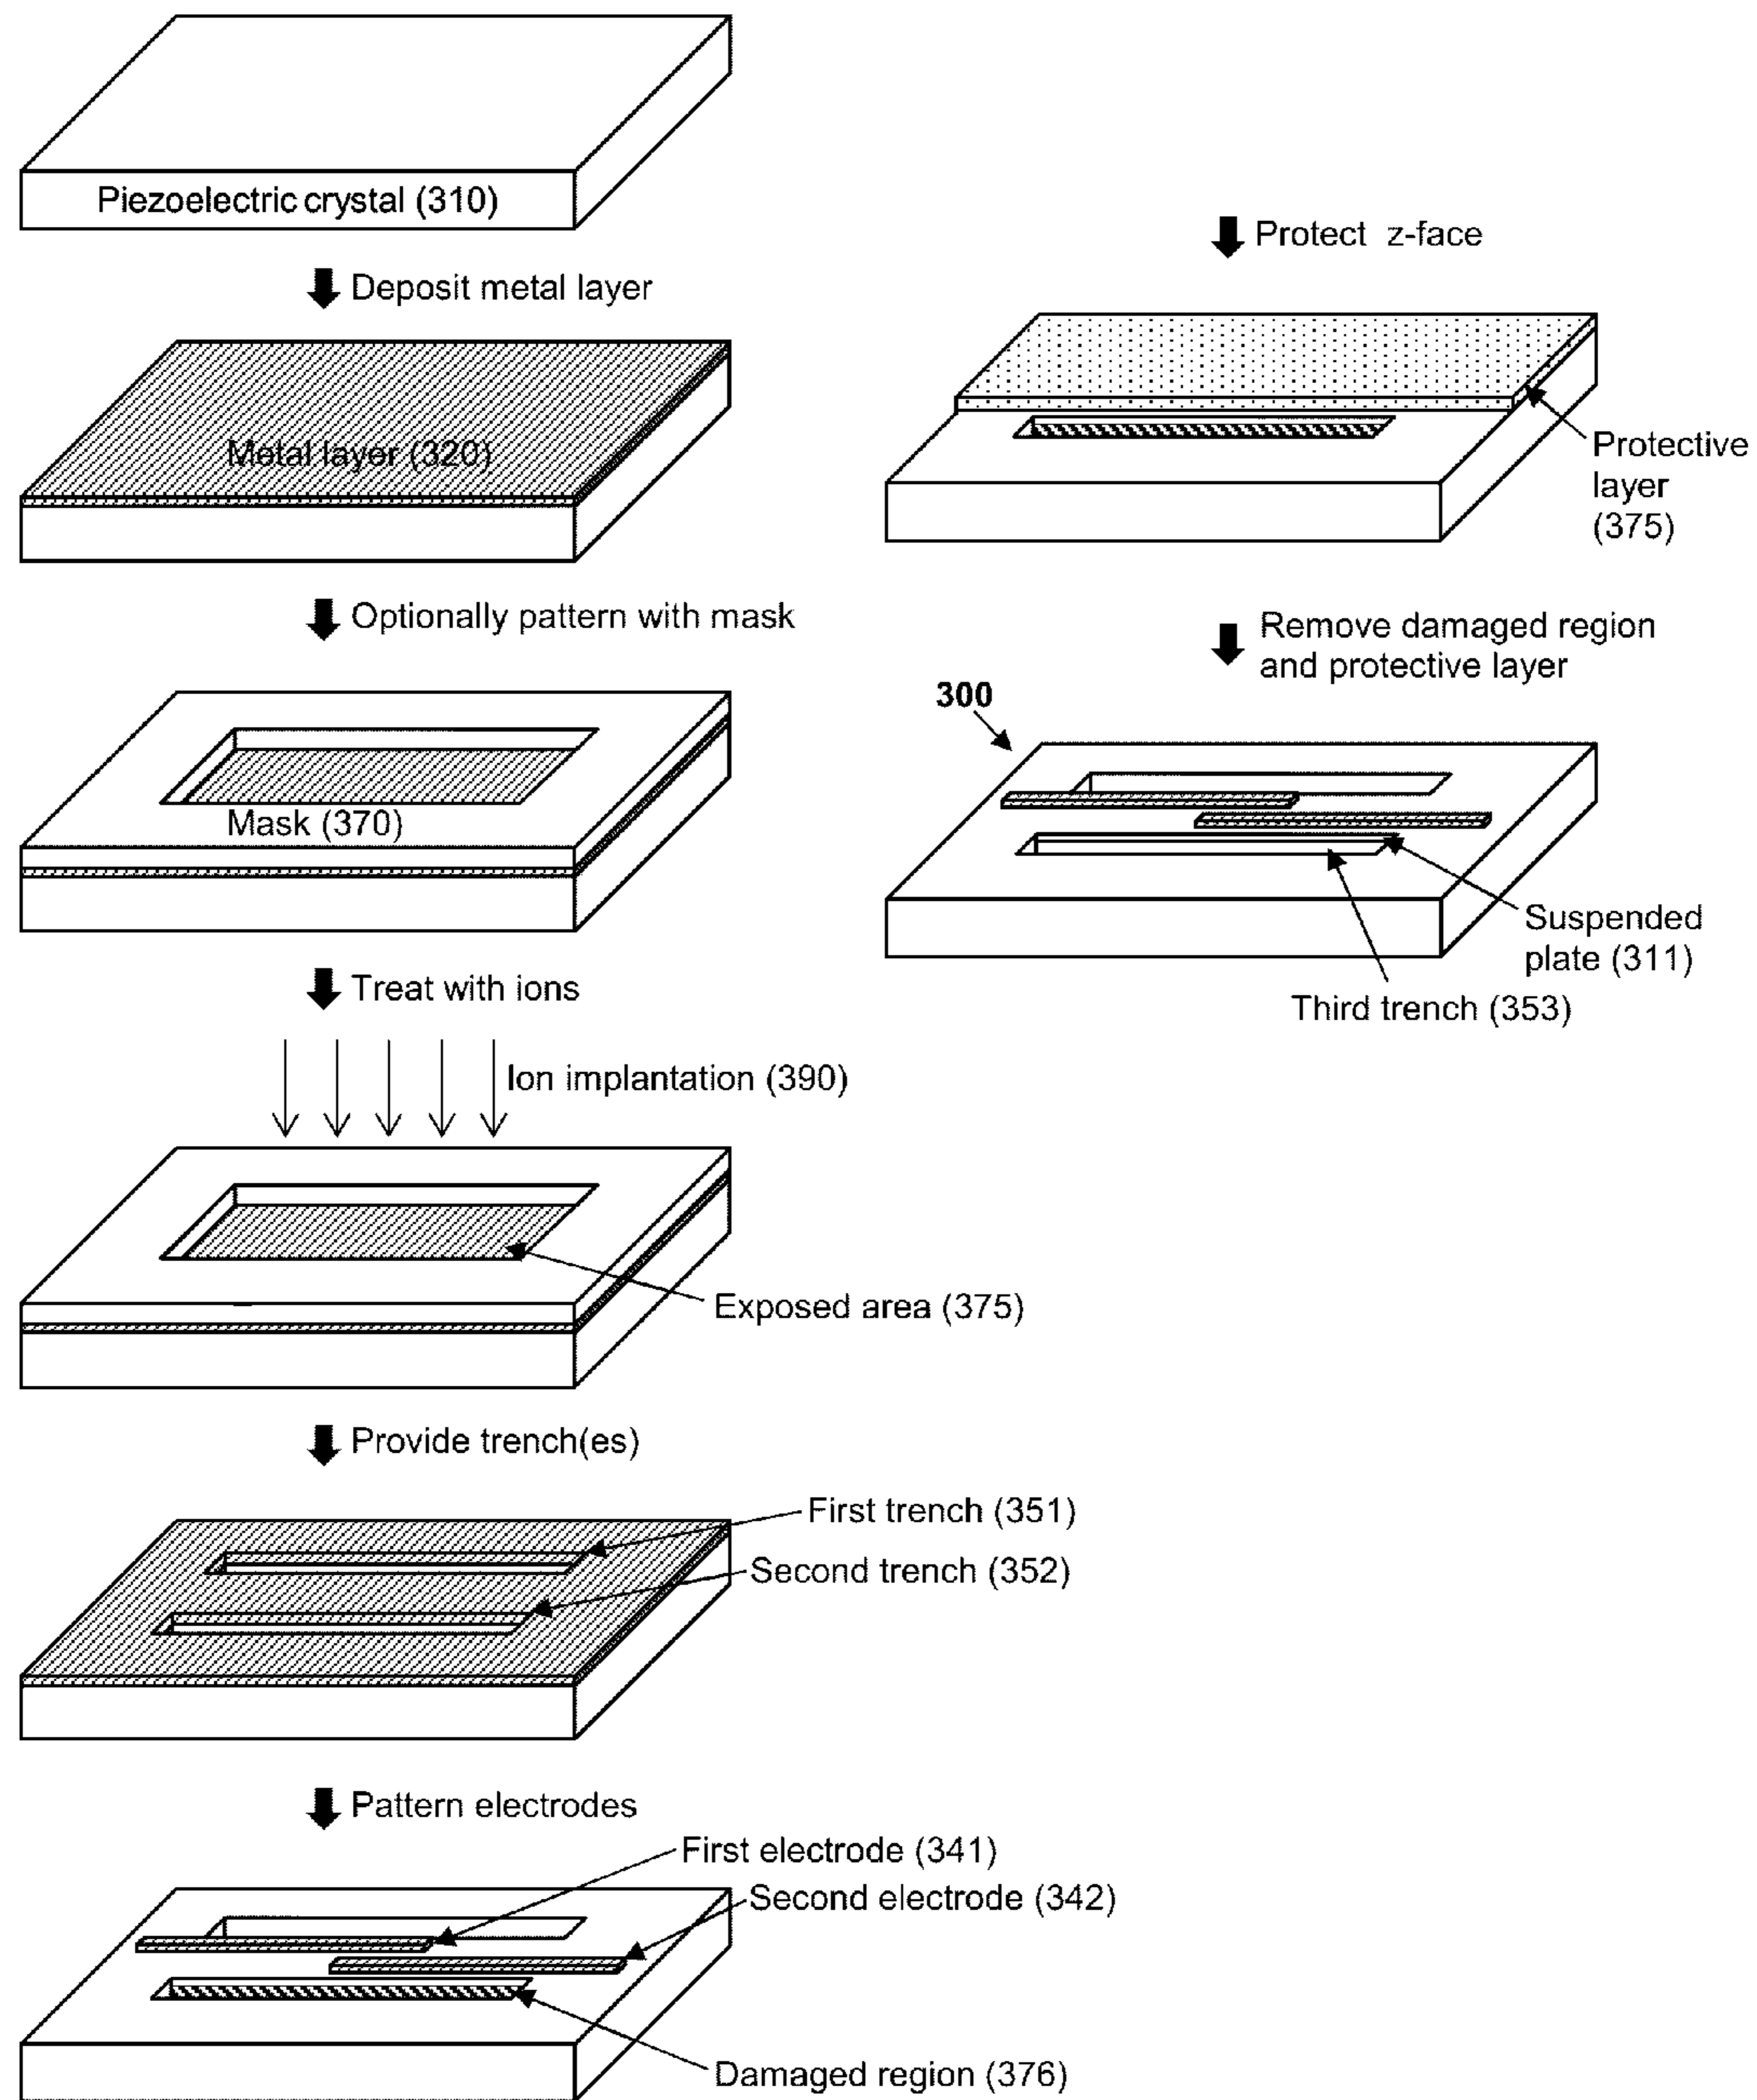 Piezoelectric crystal (310)
Deposit metal layer
Metal layer (320)
Optionally pattern with mask
Mask (370)
Treat with ions
Ion implantation (390)
Exposed area (375)
Provide trench(es)
First trench (351)
Second trench (352)
Pattern electrodes
First electrode (341)
Second electrode (342)
Damaged region (376)
Protect z-face
Protective
layer
(375)
Remove damaged region
and protective layer
300
Suspended
plate (311)
Third trench (353)